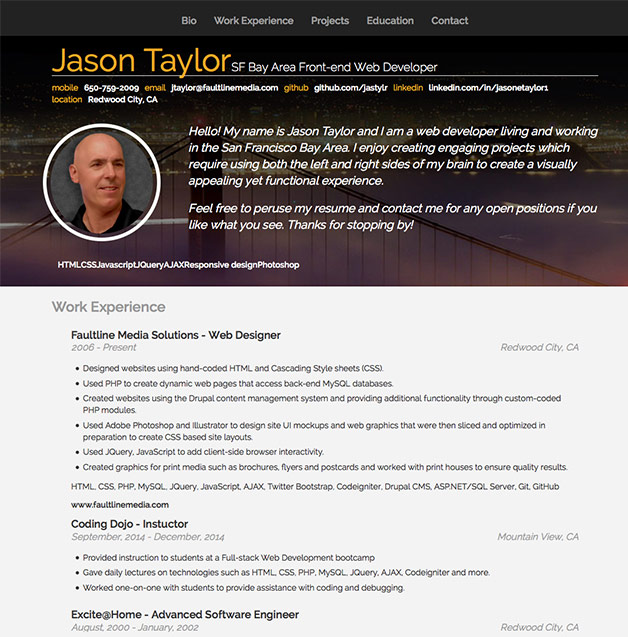 Bio Work Experience Projects Education Contact
Jason Taylor SF Bay Area Front-end Web Developer
mobile 650-759-2009 email jtaylor@faultlinemedia.com github github.com/jastylr linkedin linkedin.com/in/jasonetaylor1
location Redwood City, CA
Hello! My name is Jason Taylor and I am a web developer living and working
in the San Francisco Bay Area. I enjoy creating engaging projects which
require using both the left and right sides of my brain to create a visually
appealing yet functional experience.
Feel free to peruse my resume and contact me for any open positions if you
like what you see. Thanks for stopping by!
HTMLCSSJavascriptJQueryAJAXResponsive designPhotoshop
Work Experience
Faultline Media Solutions - Web Designer
2006 - Present Redwood City, CA
• Designed websites using hand-coded HTML and Cascading Style sheets (CSS).
• Used PHP to create dynamic web pages that access back-end MySQL databases.
• Created websites using the Drupal content management system and providing additional functionality through custom-coded
PHP modules.
• Used Adobe Photoshop and Illustrator to design site UI mockups and web graphics that were then sliced and optimized in
preparation to create CSS based site layouts.
• Used JQuery, JavaScript to add client-side browser interactivity.
• Created graphics for print media such as brochures, flyers and postcards and worked with print houses to ensure quality results.
HTML, CSS, PHP, MySQL, JQuery, JavaScript, AJAX, Twitter Bootstrap, Codeigniter, Drupal CMS, ASP.NET/SQL Server, Git, GitHub
www.faultlinemedia.com
Coding Dojo - Instuctor
September, 2014 - December, 2014 Mountain View, CA
• Provided instruction to students at a Full-stack Web Development bootcamp
• Gave daily lectures on technologies such as HTML, CSS, PHP, MySQL, JQuery, AJAX, Codeigniter and more.
• Worked one-on-one with students to provide assistance with coding and debugging.
Excite@Home - Advanced Software Engineer
August, 2000 - January, 2002 Redwood City, CA